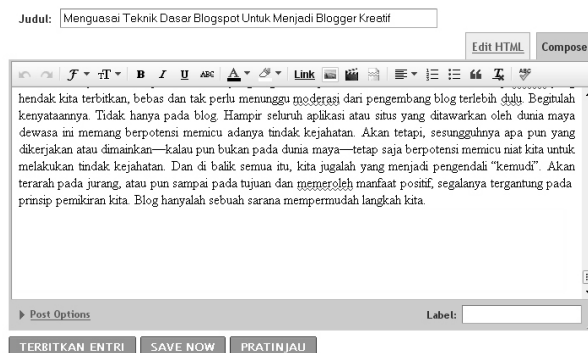 Judul: Menguasai Teknik Dasar Blogspot Untuk Menjadi Blogger Kreatif
Edit HTML Compose
F T B I U ABC A Link T ABC
hendak kita terbitkan, bebas dan tak perlu menunggu moderasi dari pengembang blog terlebih dulu. Begitulah
kenyataannya. Tidak hanya pada blog. Hampir seluruh aplikasi atau situs yang ditawarkan oleh dunia maya
dewasa ini memang berpotensi memicu adanya tindak kejahatan. Akan tetapi, sesungguhnya apa pun yang
dikerjakan atau dimainkan—kalau pun bukan pada dunia maya—tetap saja berpotensi memicu niat kita untuk
melakukan tindak kejahatan. Dan di balik semua itu, kita jugalah yang menjadi pengendali “kemudi”. Akan
terarah pada jurang, atau pun sampai pada tujuan dan memeroleh manfaat positif, segalanya tergantung pada
prinsip pemikiran kita. Blog hanyalah sebuah sarana mempermudah langkah kita.
Post Options Label:
TERBITKAN ENTRI SAVE NOW PRATINJAU